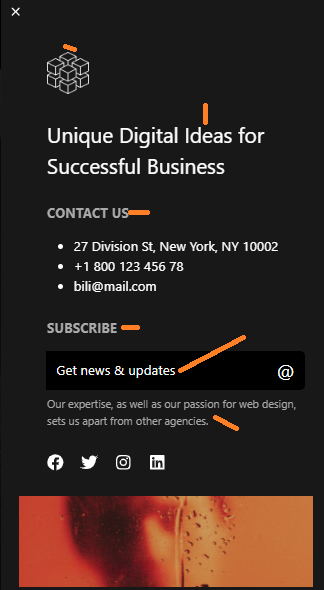 Unique Digital Ideas for
Successful Business
CONTACT US
27 Division St, New York, NY 10002
+1 800 123 456 78
bili@mail.com
SUBSCRIBE
Get news & updates @
Our expertise, as well as our passion for web design,
sets us apart from other agencies.